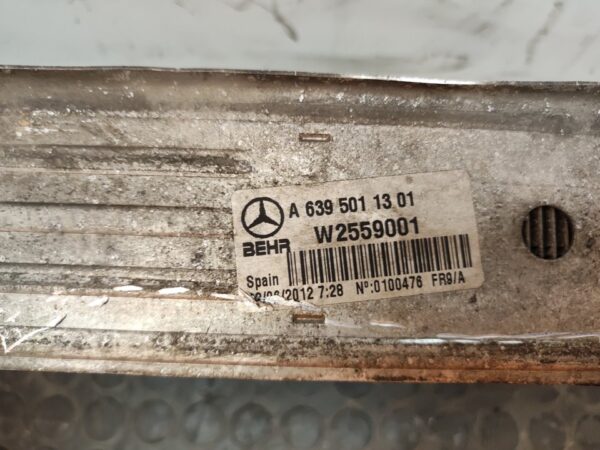 A 639 501 13 01
BEHR W2559001
Spain
/2012 7:28 Nº:0100476 FR9/A